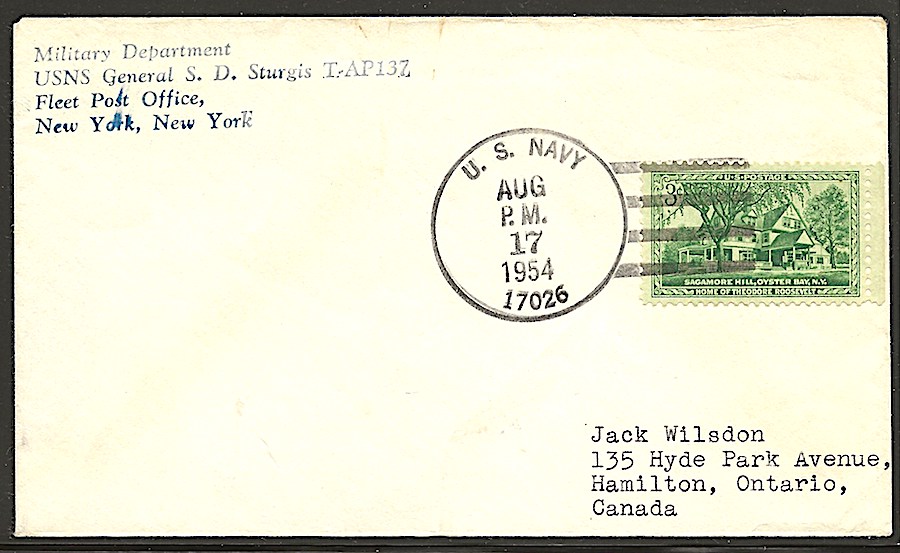 Military Department
USNS General S. D. Sturgis T-AP137
Fleet Post Office,
New York, New York
U. S. NAVY
AUG
P.M.
17
1954
17026
U·S·POSTAGE
3¢
SAGAMORE HILL, OYSTER BAY, N.Y.
HOME OF THEODORE ROOSEVELT
Jack Wilsdon
135 Hyde Park Avenue,
Hamilton, Ontario,
Canada